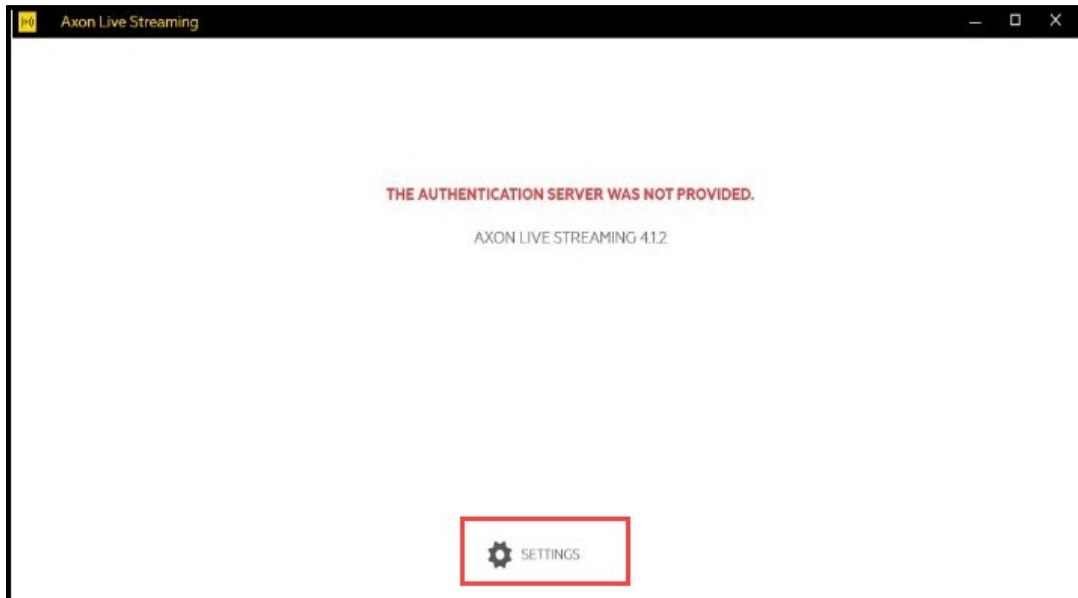 Axon Live Streaming
THE AUTHENTICATION SERVER WAS NOT PROVIDED.
AXON LIVE STREAMING 4.1.2
SETTINGS